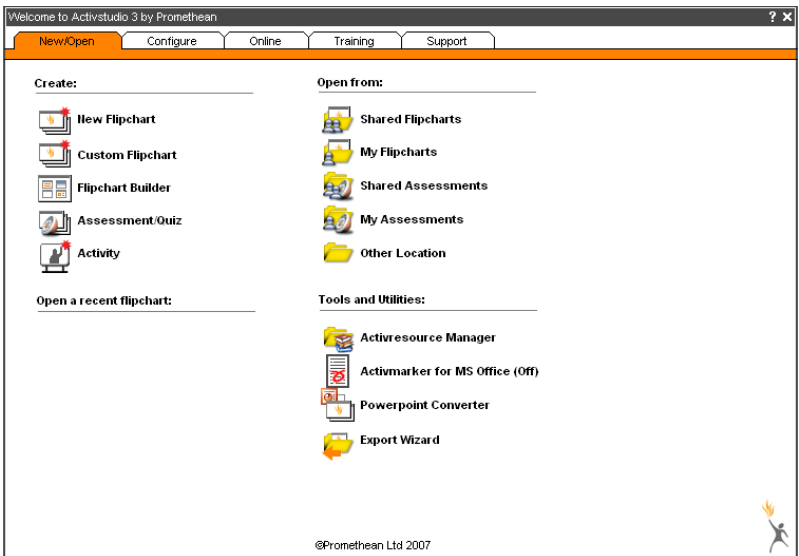 Welcome to Activstudio 3 by Promethean
? X
New/Open Configure Online Training Support
Create:
New Flipchart
Custom Flipchart
Flipchart Builder
Assessment/Quiz
Activity
Open a recent flipchart:
Open from:
Shared Flipcharts
My Flipcharts
Shared Assessments
My Assessments
Other Location
Tools and Utilities:
Activresource Manager
Activmarker for MS Office (Off)
Powerpoint Converter
Export Wizard
©Promethean Ltd 2007